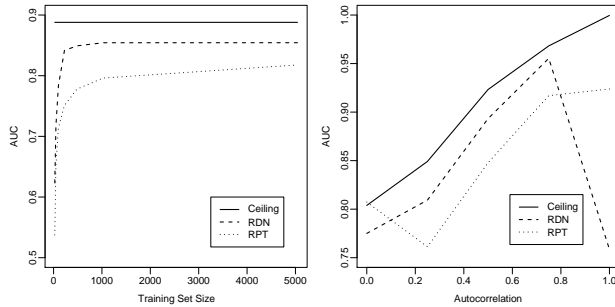 0.9
0.8
0.7
0.6
0.5
AUC
Ceiling
RDN
RPT
0 1000 2000 3000 4000 5000
Training Set Size
1.00
0.95
0.90
0.85
0.80
0.75
AUC
Ceiling
RDN
RPT
0.0 0.2 0.4 0.6 0.8 1.0
Autocorrelation